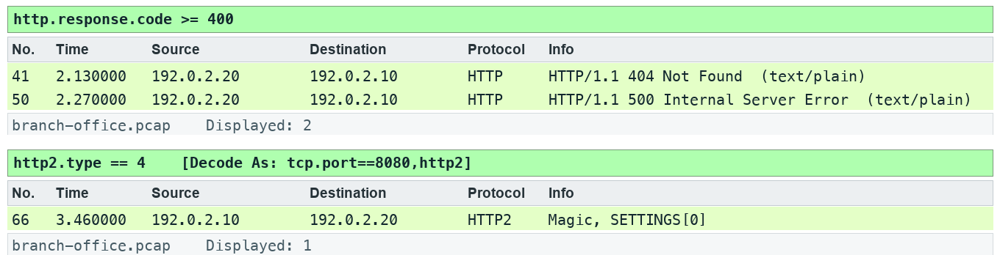 http.response.code >= 400
No. Time Source Destination Protocol Info
41 2.130000 192.0.2.20 192.0.2.10 HTTP HTTP/1.1 404 Not Found (text/plain)
50 2.270000 192.0.2.20 192.0.2.10 HTTP HTTP/1.1 500 Internal Server Error (text/plain)
branch-office.pcap Displayed: 2
http2.type == 4 [Decode As: tcp.port==8080,http2]
No. Time Source Destination Protocol Info
66 3.460000 192.0.2.10 192.0.2.20 HTTP2 Magic, SETTINGS[0]
branch-office.pcap Displayed: 1